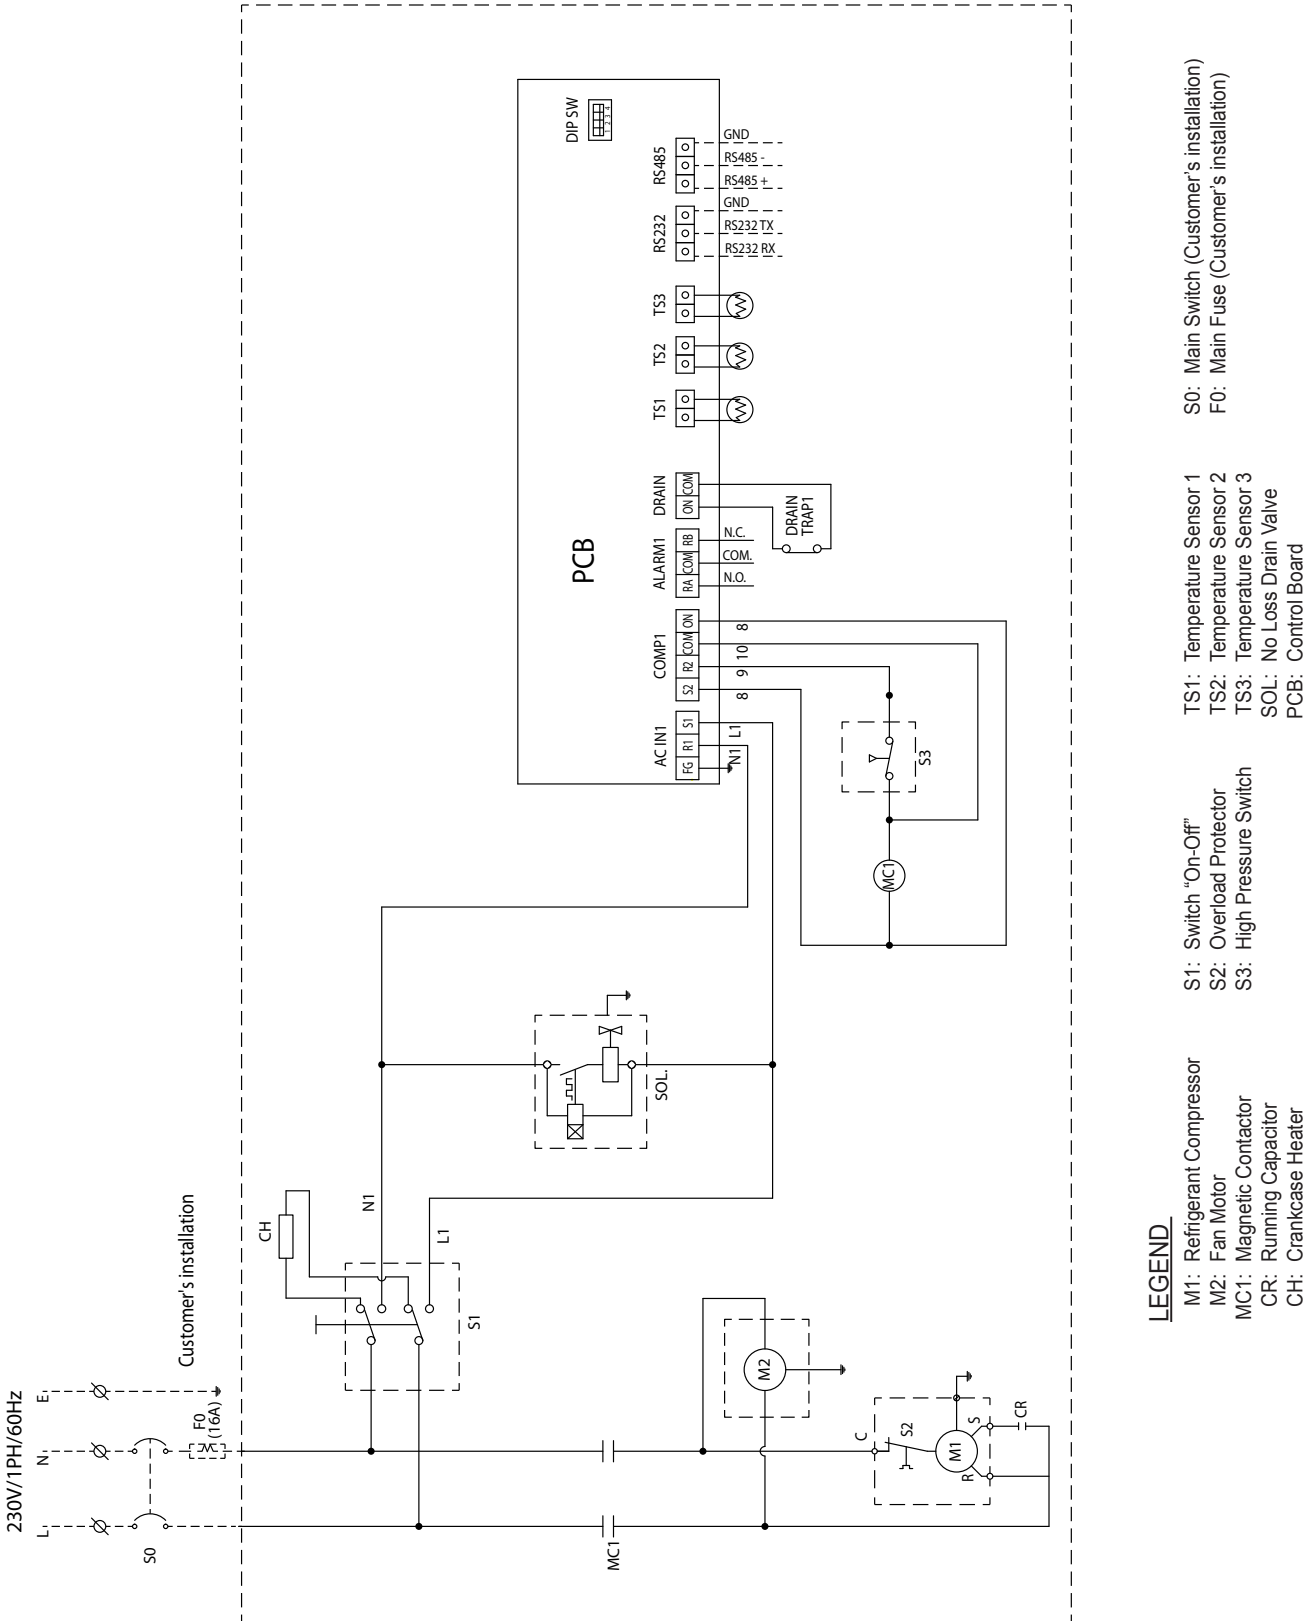 230V/1PH/60Hz
L
N
E
S0
F0
(16A)
Customer's installation
CH
N1
L1
S1
MC1
M2
C
S2
M1
R
S
CR
SOL.
PCB
DIP SW
1 2 3 4
AC IN1
FG R1 S1
N1
L1
COMP1
S2 R2 COM ON
8
9
10
8
ALARM1
RA COM RB
N.O.
COM.
N.C.
DRAIN
ON COM
DRAIN
TRAP1
TS1
TS2
TS3
RS232
RS232 RX
RS232 TX
GND
RS485
RS485 +
RS485 -
GND
S3
MC1
LEGEND
M1: Refrigerant Compressor
M2: Fan Motor
MC1: Magnetic Contactor
CR: Running Capacitor
CH: Crankcase Heater
S1: Switch “On-Off”
S2: Overload Protector
S3: High Pressure Switch
TS1: Temperature Sensor 1
TS2: Temperature Sensor 2
TS3: Temperature Sensor 3
SOL: No Loss Drain Valve
PCB: Control Board
S0: Main Switch (Customer's installation)
F0: Main Fuse (Customer's installation)